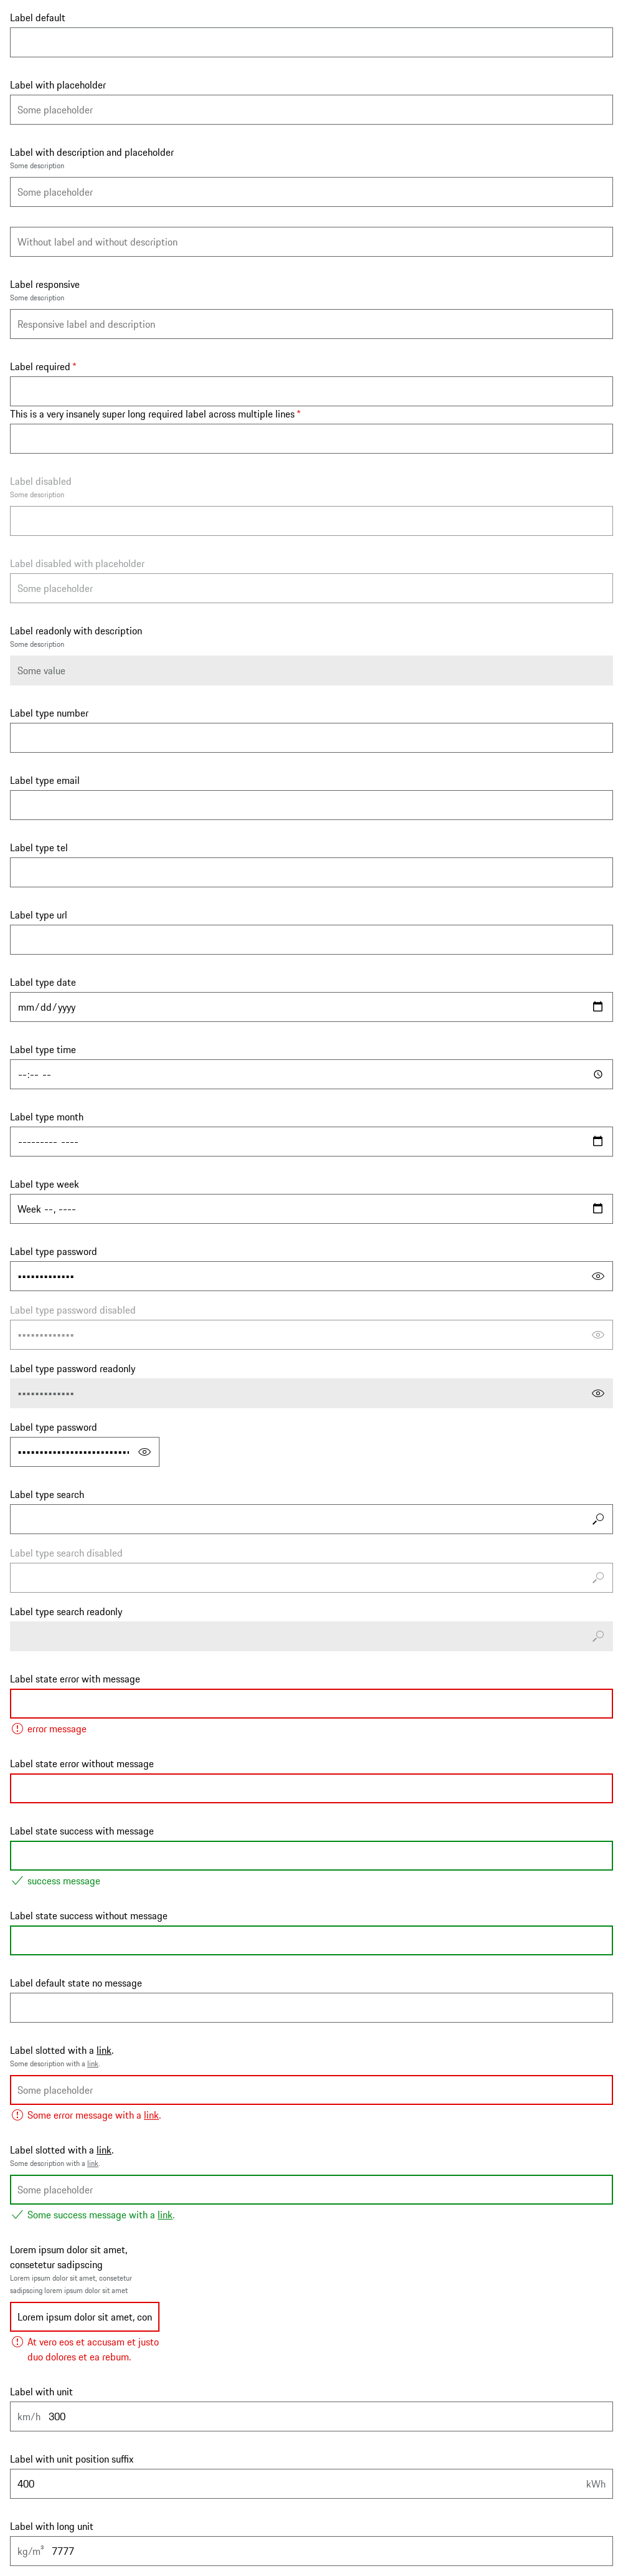 Label default
Label with placeholder
Some placeholder
Label with description and placeholder
Some description
Some placeholder
Without label and without description
Label responsive
Some description
Responsive label and description
Label required *
This is a very insanely super long required label across multiple lines *
Label disabled
Some description
Label disabled with placeholder
Some placeholder
Label readonly with description
Some description
Some value
Label type number
Label type email
Label type tel
Label type url
Label type date
mm/dd/yyyy
Label type time
--:-- --
Label type month
--------- ----
Label type week
Week --, ----
Label type password
•••••••••••••
Label type password disabled
•••••••••••••
Label type password readonly
•••••••••••••
Label type password
•••••••••••••••••••••••••
Label type search
Label type search disabled
Label type search readonly
Label state error with message
error message
Label state error without message
Label state success with message
success message
Label state success without message
Label default state no message
Label slotted with a link.
Some description with a link.
Some placeholder
Some error message with a link.
Label slotted with a link.
Some description with a link.
Some placeholder
Some success message with a link.
Lorem ipsum dolor sit amet,
consetetur sadipscing
Lorem ipsum dolor sit amet, consetetur
sadipscing lorem ipsum dolor sit amet
Lorem ipsum dolor sit amet, con
At vero eos et accusam et justo
duo dolores et ea rebum.
Label with unit
km/h 300
Label with unit position suffix
400 kWh
Label with long unit
kg/m³ 7777